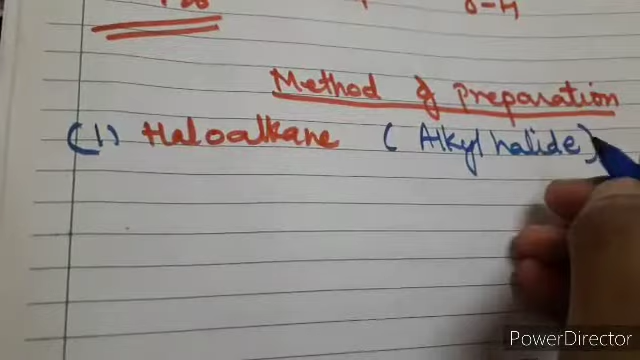 O-H
Method of preparation
(1) Haloalkane (Alkyl halide)
PowerDirector